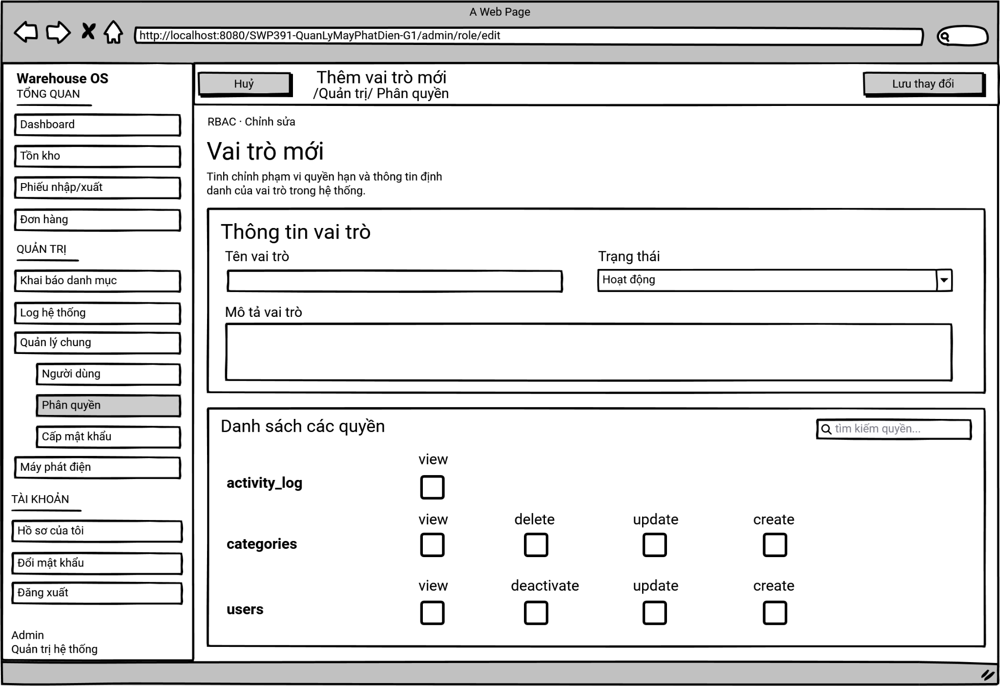 A Web Page
http://localhost:8080/SWP391-QuanLyMayPhatDien-G1/admin/role/edit
Warehouse OS
TỔNG QUAN
Dashboard
Tồn kho
Phiếu nhập/xuất
Đơn hàng
QUẢN TRỊ
Khai báo danh mục
Log hệ thống
Quản lý chung
Người dùng
Phân quyền
Cấp mật khẩu
Máy phát điện
TÀI KHOẢN
Hồ sơ của tôi
Đổi mật khẩu
Đăng xuất
Admin
Quản trị hệ thống
Huỷ
Thêm vai trò mới
/Quản trị/ Phân quyền
Lưu thay đổi
RBAC · Chỉnh sửa
Vai trò mới
Tinh chỉnh phạm vi quyền hạn và thông tin định
danh của vai trò trong hệ thống.
Thông tin vai trò
Tên vai trò
Trạng thái
Hoạt động
Mô tả vai trò
Danh sách các quyền
tìm kiếm quyền...
view
activity_log
view delete update create
categories
view deactivate update create
users